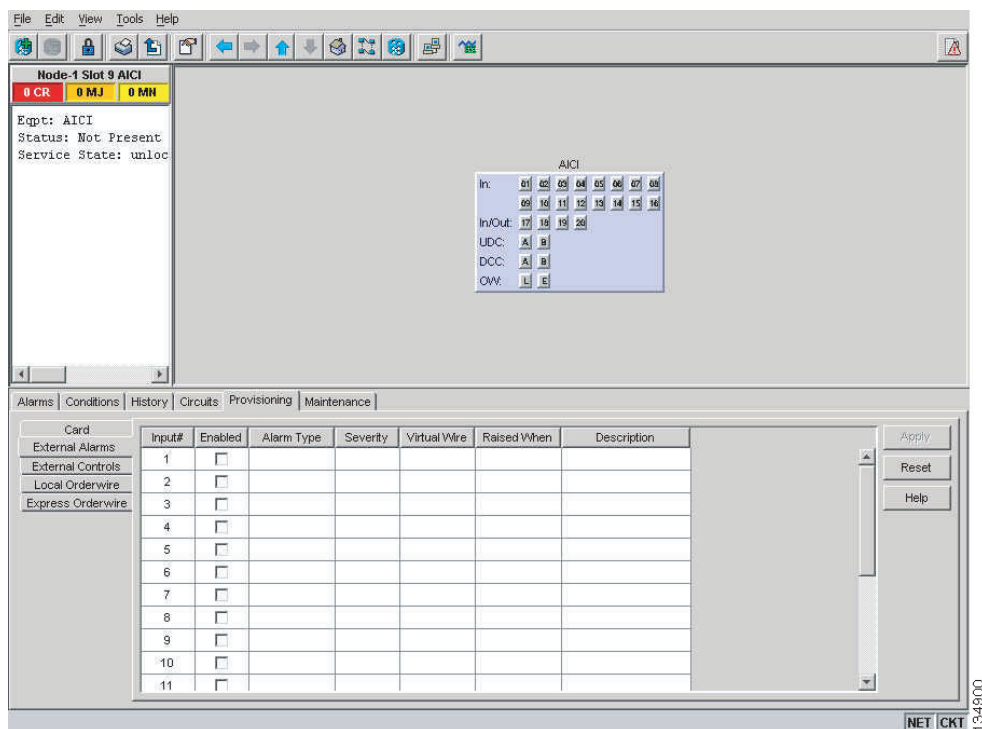 File Edit View Tools Help
Node-1 Slot 9 AICI
0 CR 0 MJ 0 MN
Eqpt: AICI
Status: Not Present
Service State: unloc
AICI
In: 01 02 03 04 05 06 07 08
09 10 11 12 13 14 15 16
In/Out: 17 18 19 20
UDC: A B
DCC: A B
OW: L E
Alarms Conditions History Circuits Provisioning Maintenance
Card
External Alarms
External Controls
Local Orderwire
Express Orderwire
Input# Enabled Alarm Type Severity Virtual Wire Raised When Description
1
2
3
4
5
6
7
8
9
10
11
Apply
Reset
Help
NET CKT
134900